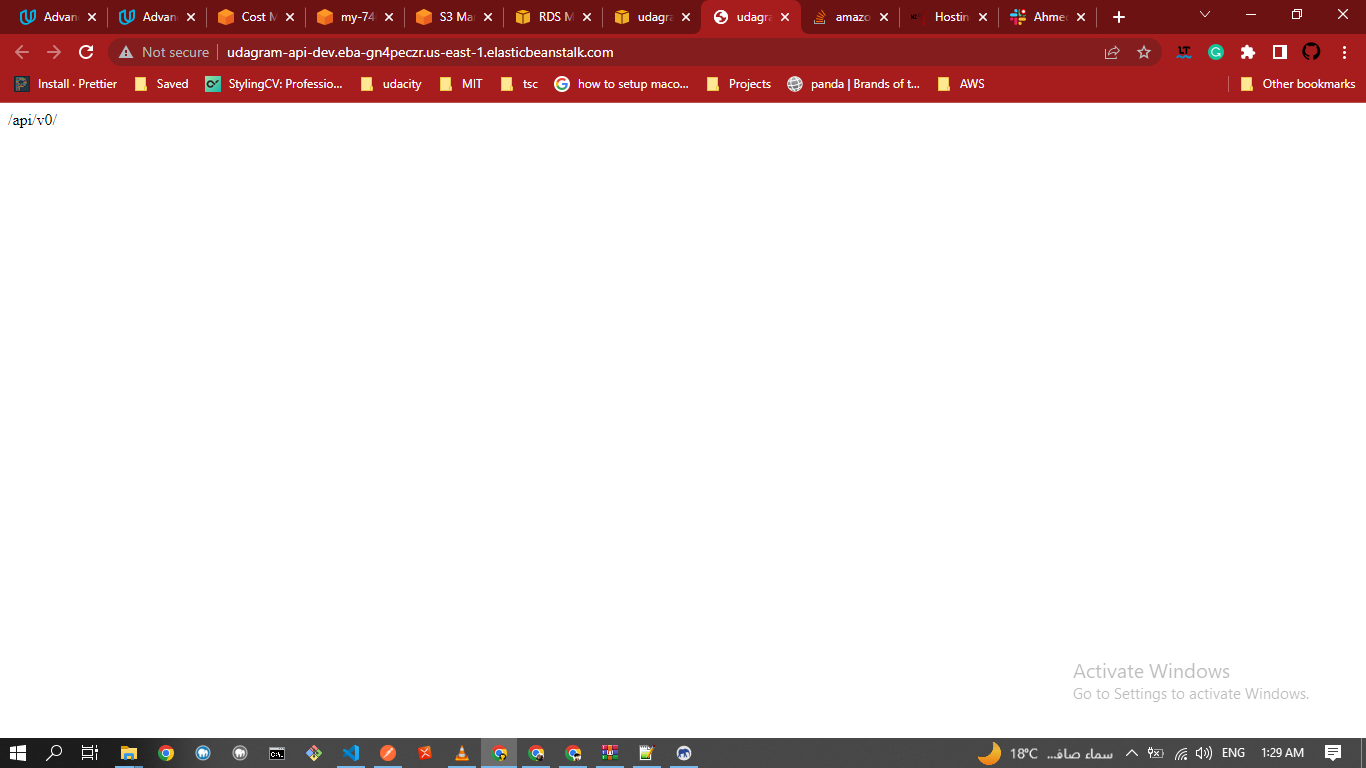 Advan
Advan
Cost M
my-74
S3 Ma
RDS M
udagra
udagra
amazo
Hostin
Ahme
Not secure
udagram-api-dev.eba-gn4peczr.us-east-1.elasticbeanstalk.com
LT
Install · Prettier
Saved
StylingCV: Professio...
udacity
MIT
tsc
how to setup maco...
Projects
panda | Brands of t...
AWS
Other bookmarks
/api/v0/
Activate Windows
Go to Settings to activate Windows.
18°C
سماء صافـ...
ENG
1:29 AM